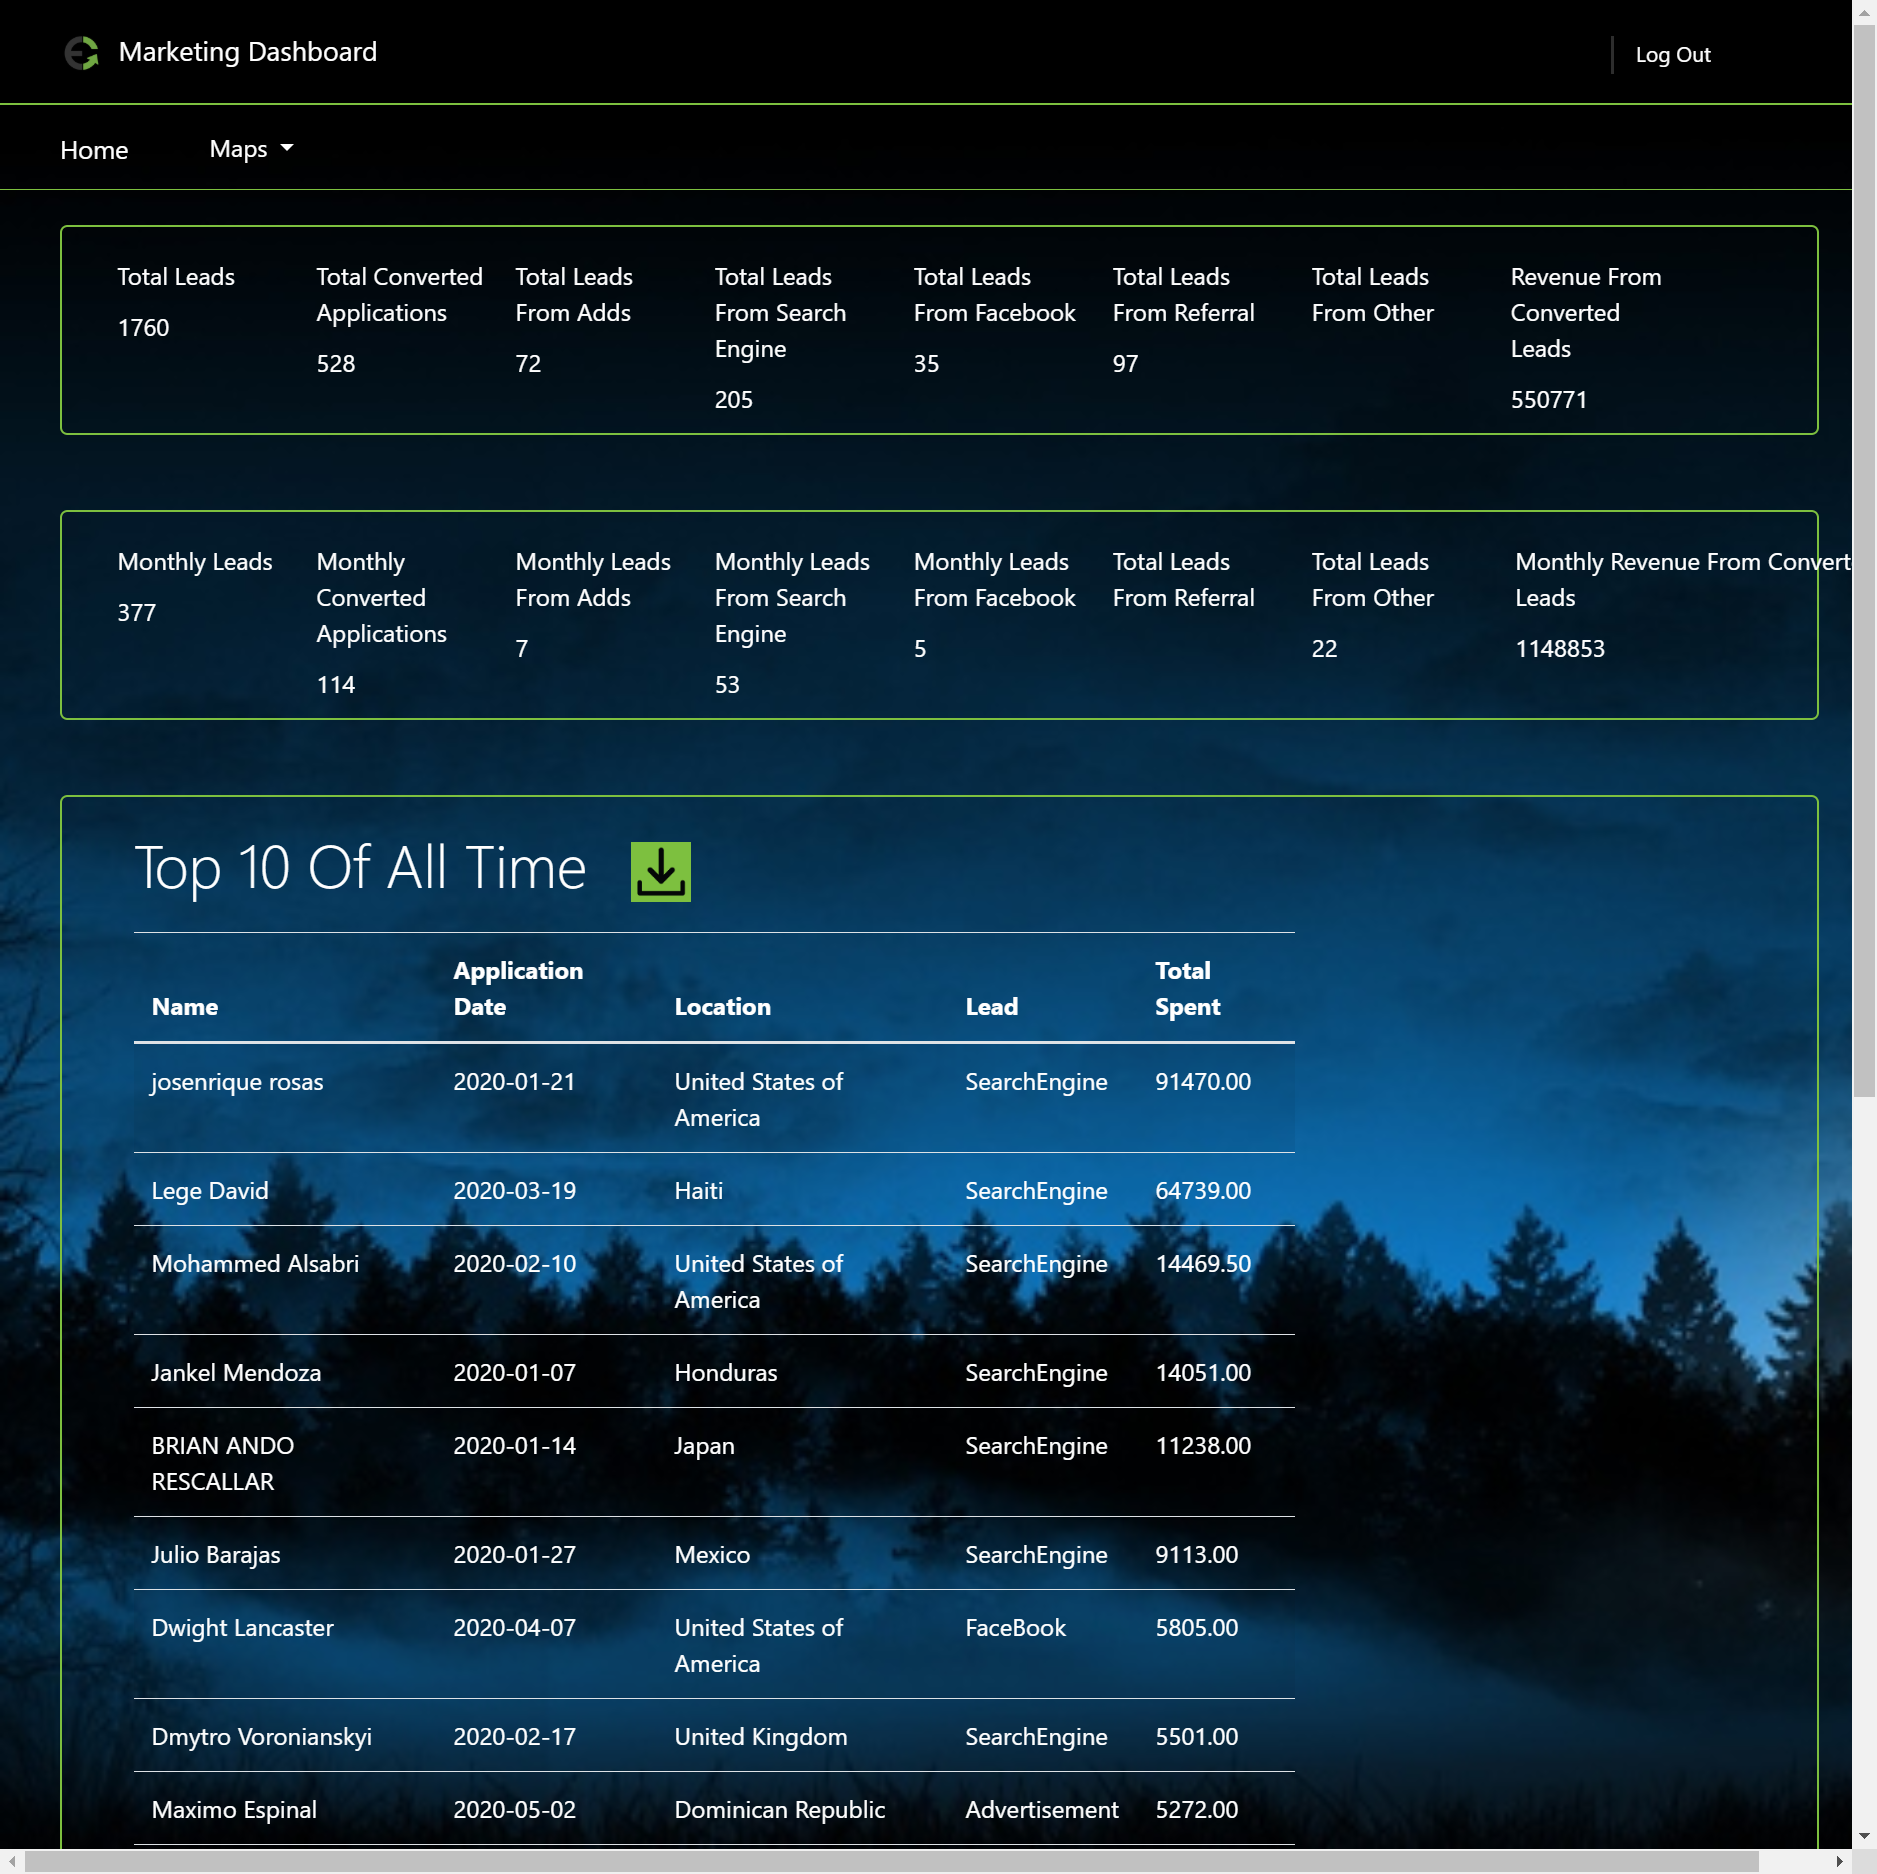 Marketing Dashboard
Log Out
Home
Maps
Total Leads
1760
Total Converted
Applications
528
Total Leads
From Adds
72
Total Leads
From Search
Engine
205
Total Leads
From Facebook
35
Total Leads
From Referral
97
Total Leads
From Other
Revenue From
Converted
Leads
550771
Monthly Leads
377
Monthly
Converted
Applications
114
Monthly Leads
From Adds
7
Monthly Leads
From Search
Engine
53
Monthly Leads
From Facebook
5
Total Leads
From Referral
Total Leads
From Other
22
Monthly Revenue From Convert
Leads
1148853
Top 10 Of All Time
Name
Application
Date
Location
Lead
Total
Spent
josenrique rosas
2020-01-21
United States of
America
SearchEngine
91470.00
Lege David
2020-03-19
Haiti
SearchEngine
64739.00
Mohammed Alsabri
2020-02-10
United States of
America
SearchEngine
14469.50
Jankel Mendoza
2020-01-07
Honduras
SearchEngine
14051.00
BRIAN ANDO
RESCALLAR
2020-01-14
Japan
SearchEngine
11238.00
Julio Barajas
2020-01-27
Mexico
SearchEngine
9113.00
Dwight Lancaster
2020-04-07
United States of
America
FaceBook
5805.00
Dmytro Voronianskyi
2020-02-17
United Kingdom
SearchEngine
5501.00
Maximo Espinal
2020-05-02
Dominican Republic
Advertisement
5272.00